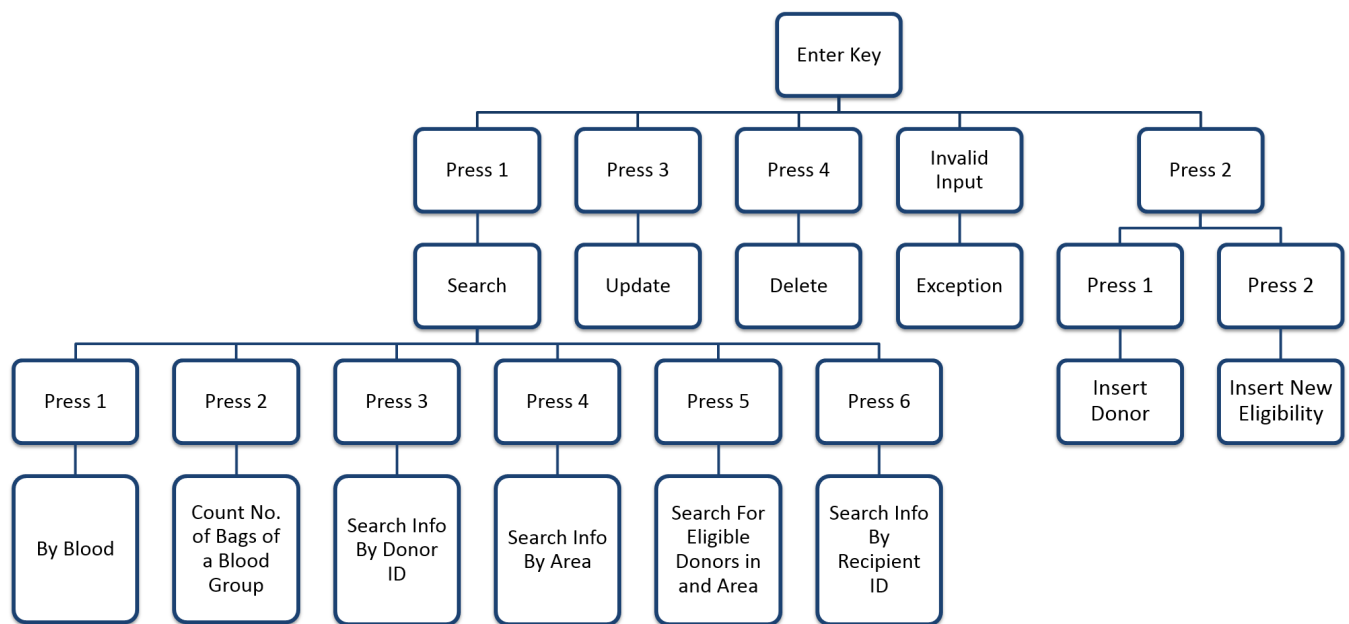 Enter Key
Press 1
Press 3
Press 4
Invalid
Input
Press 2
Search
Update
Delete
Exception
Press 1
Press 2
Insert
Donor
Insert New
Eligibility
Press 1
Press 2
Press 3
Press 4
Press 5
Press 6
By Blood
Count No.
of Bags of
a Blood
Group
Search Info
By Donor
ID
Search Info
By Area
Search For
Eligible
Donors in
and Area
Search Info
By
Recipient
ID